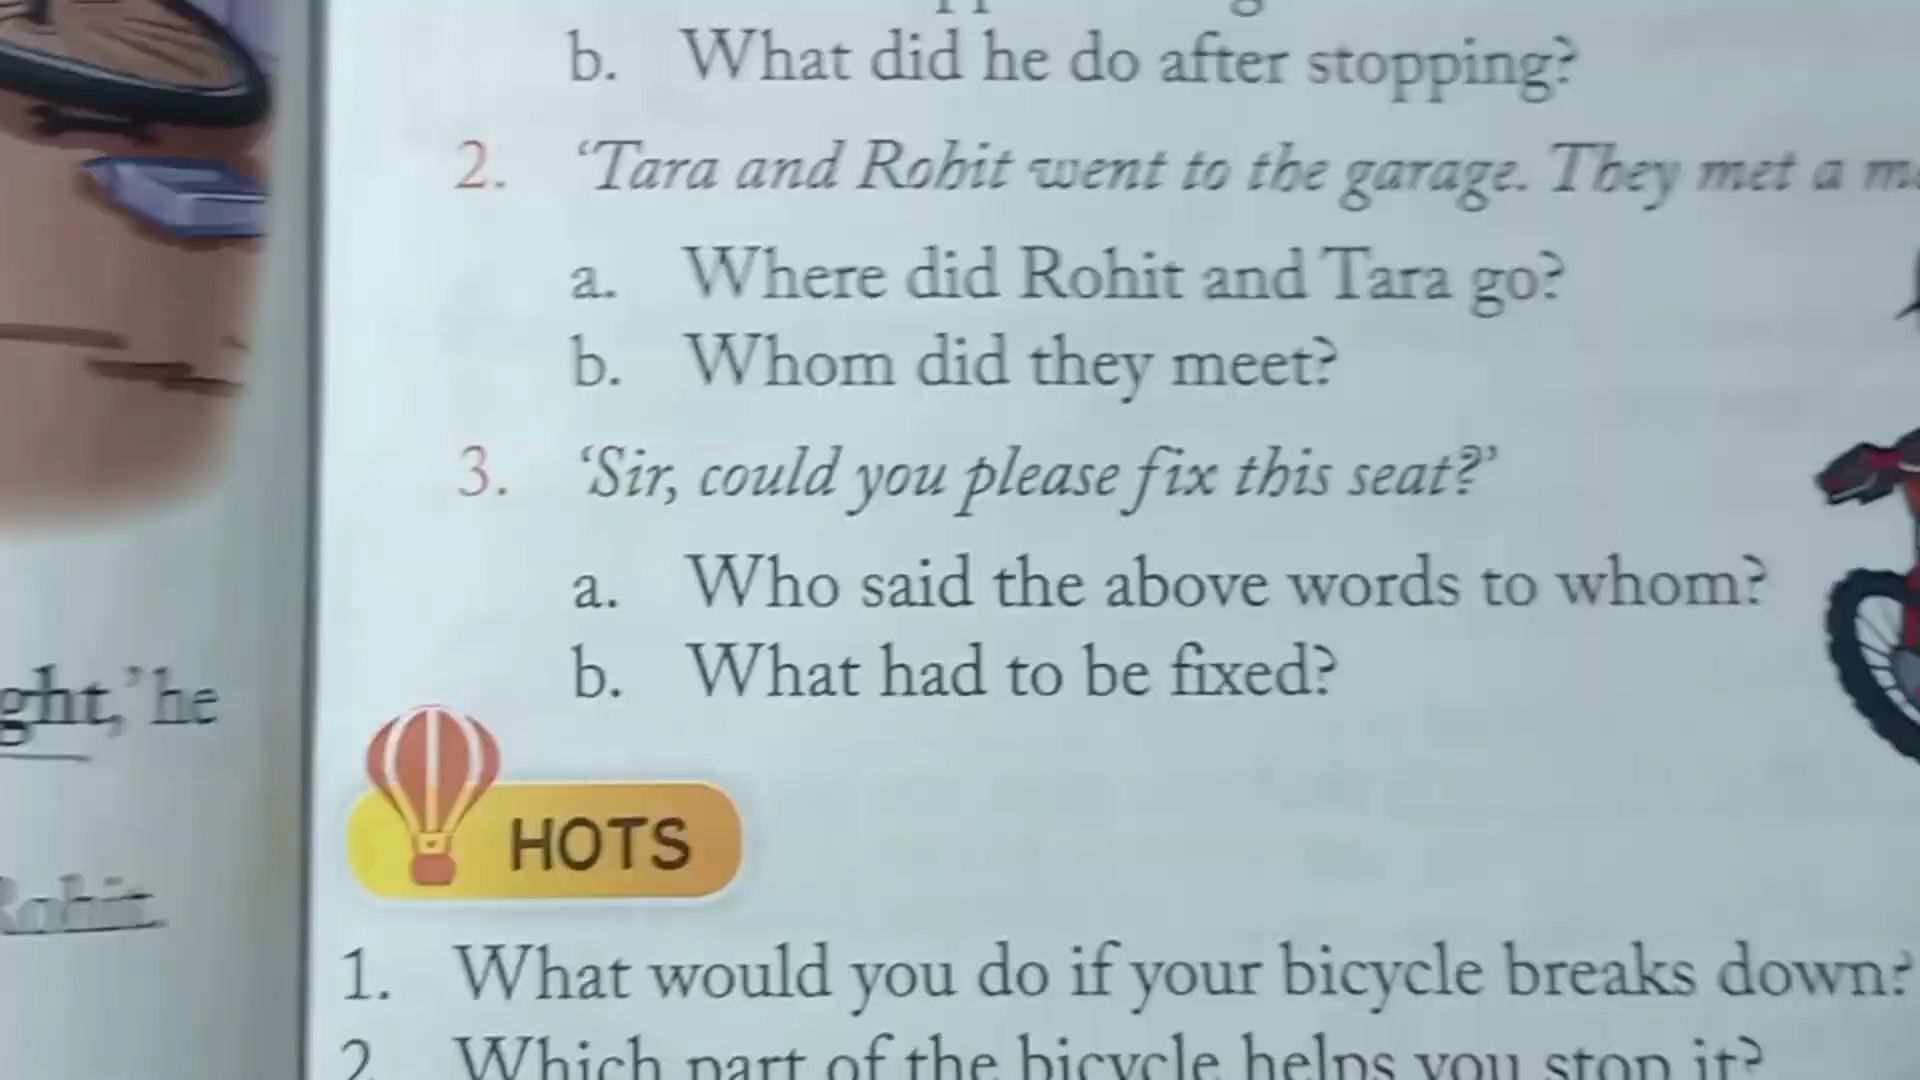 b. What did he do after stopping?
2. ‘Tara and Rohit went to the garage. They met a
a. Where did Rohit and Tara go?
b. Whom did they meet?
3. ‘Sir, could you please fix this seat?’
a. Who said the above words to whom?
b. What had to be fixed?
ght,’ he
Rohit.
HOTS
1. What would you do if your bicycle breaks down?
2. Which part of the bicycle helps you stop it?